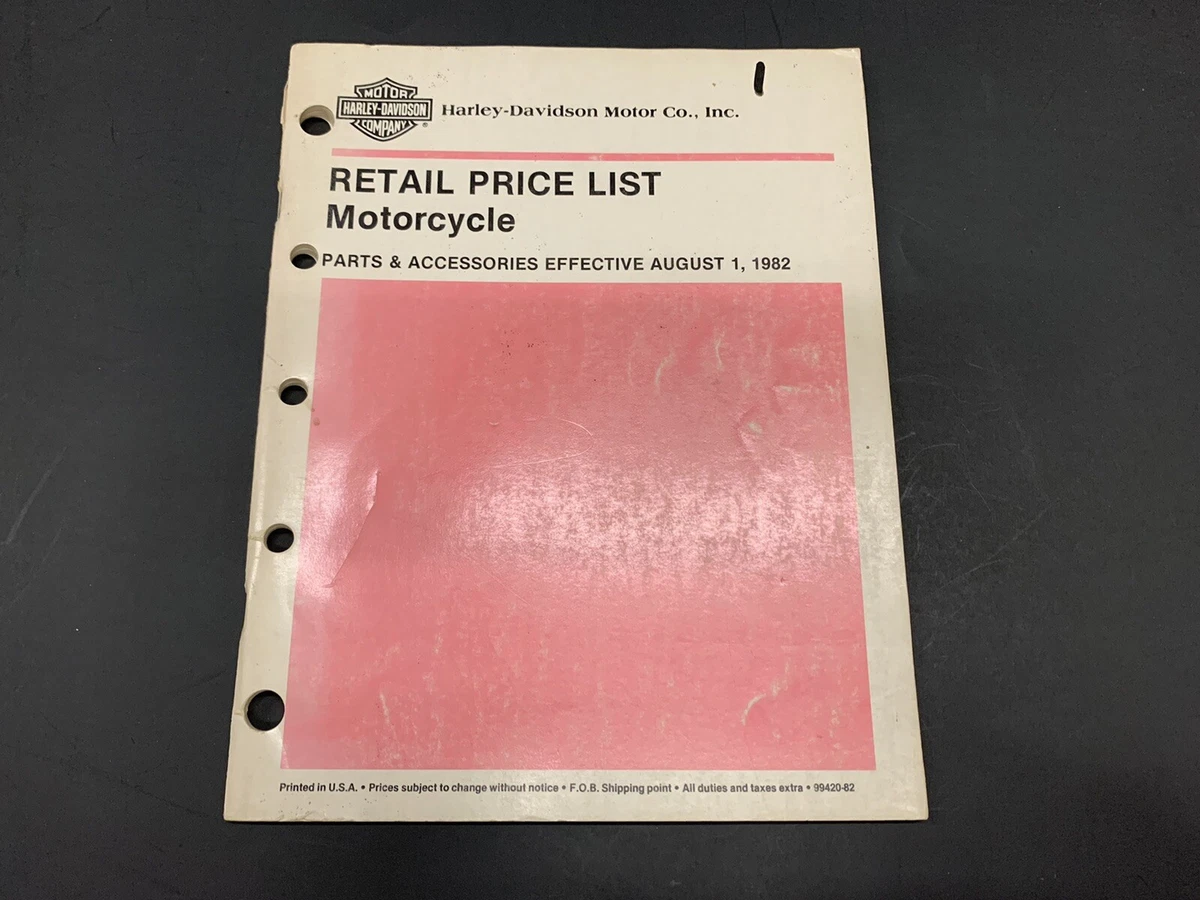 MOTOR
HARLEY-DAVIDSON
COMPANY
®
Harley-Davidson Motor Co., Inc.
RETAIL PRICE LIST
Motorcycle
PARTS & ACCESSORIES EFFECTIVE AUGUST 1, 1982
Printed in U.S.A. • Prices subject to change without notice • F.O.B. Shipping point • All duties and taxes extra • 99420-82